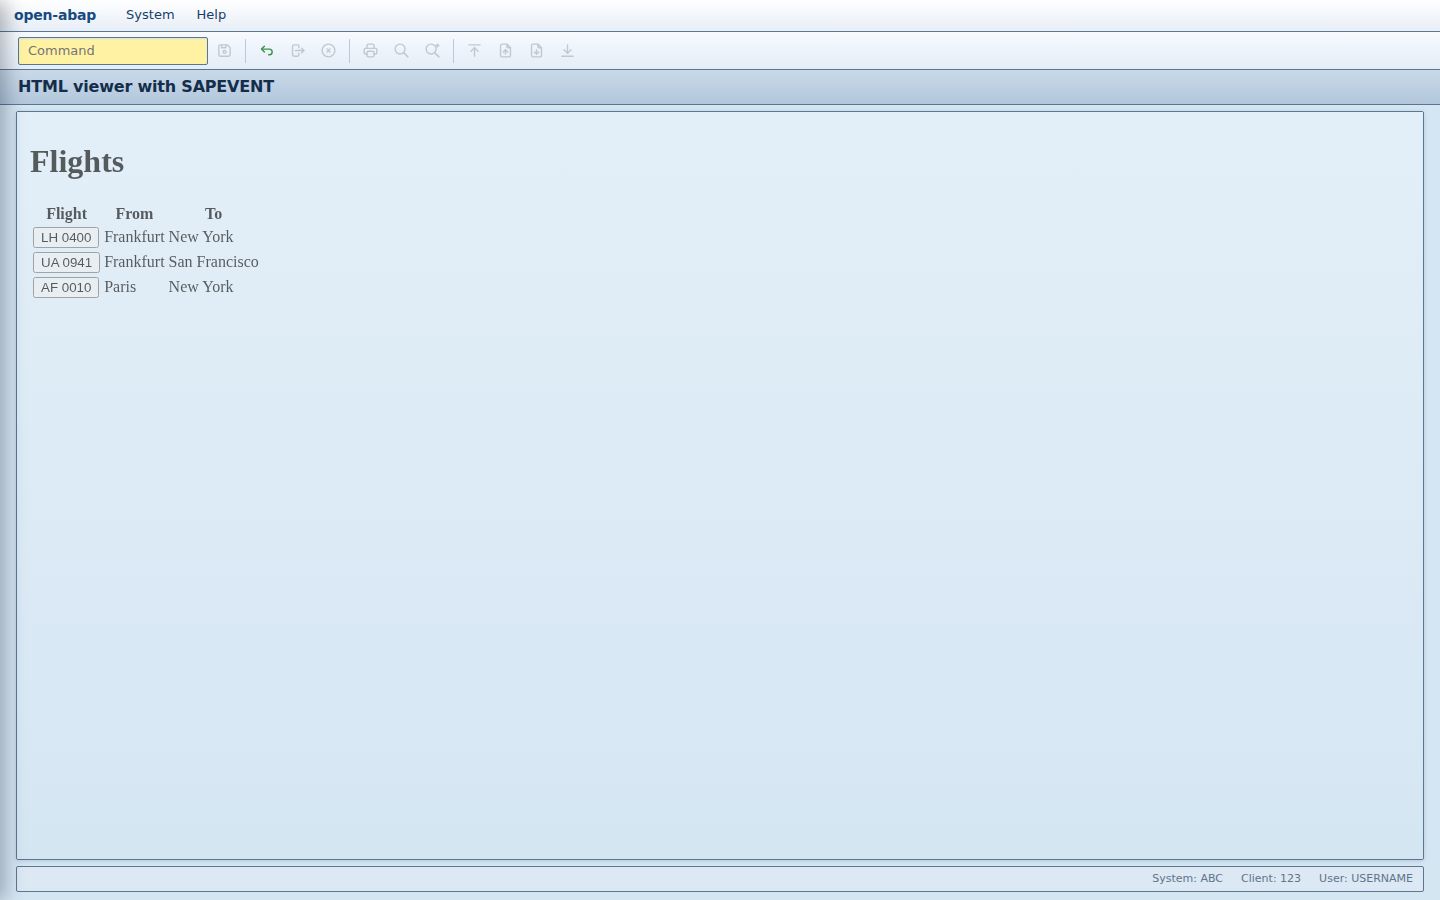 open-abap System Help
Command
HTML viewer with SAPEVENT
Flights
Flight From To
LH 0400 Frankfurt New York
UA 0941 Frankfurt San Francisco
AF 0010 Paris New York
System: ABC Client: 123 User: USERNAME